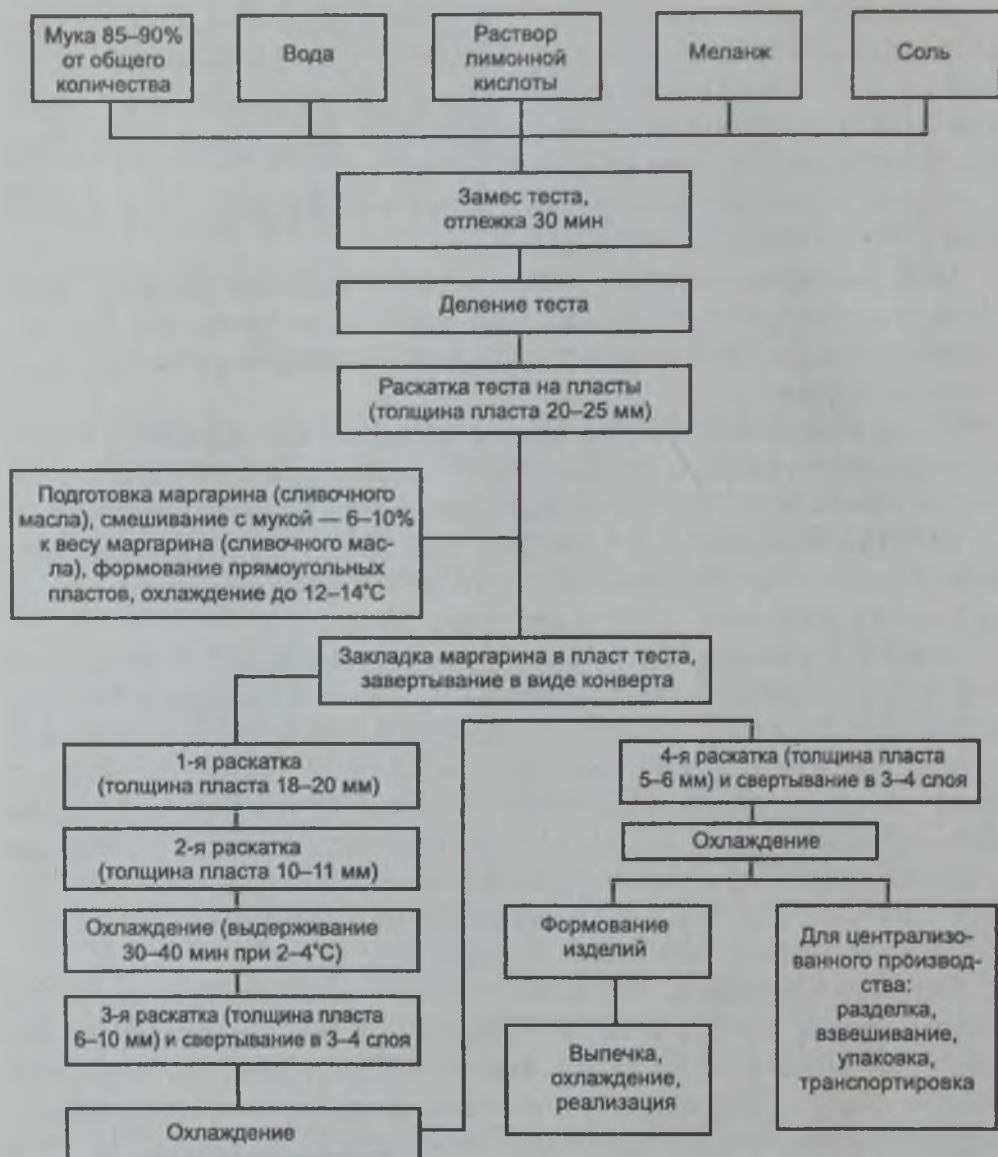 Мука 85–90%
от общего
количества
Вода
Раствор
лимонной
кислоты
Меланж
Соль
Замес теста,
отлежка 30 мин
Деление теста
Раскатка теста на пласты
(толщина пласта 20–25 мм)
Подготовка маргарина (сливочного
масла), смешивание с мукой — 6–10%
к весу маргарина (сливочного мас-
ла), формование прямоугольных
пластов, охлаждение до 12–14°С
Закладка маргарина в пласт теста,
завертывание в виде конверта
1-я раскатка
(толщина пласта 18–20 мм)
2-я раскатка
(толщина пласта 10–11 мм)
Охлаждение (выдерживание
30–40 мин при 2–4°С)
3-я раскатка (толщина пласта
6–10 мм) и свертывание в 3–4 слоя
Охлаждение
4-я раскатка (толщина пласта
5–6 мм) и свертывание в 3–4 слоя
Охлаждение
Формование
изделий
Выпечка,
охлаждение,
реализация
Для централизо-
ванного производ-
ства:
разделка,
взвешивание,
упаковка,
транспортировка